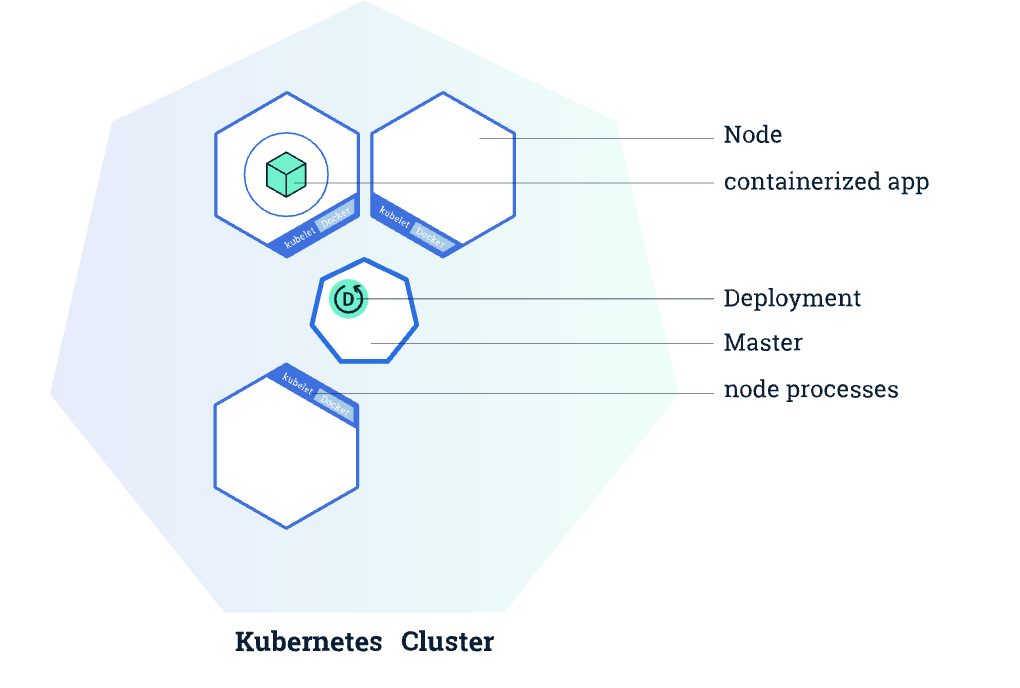 Node
containerized app
kubelet Docker
kubelet Docker
D
Deployment
Master
kubelet Docker
node processes
Kubernetes Cluster